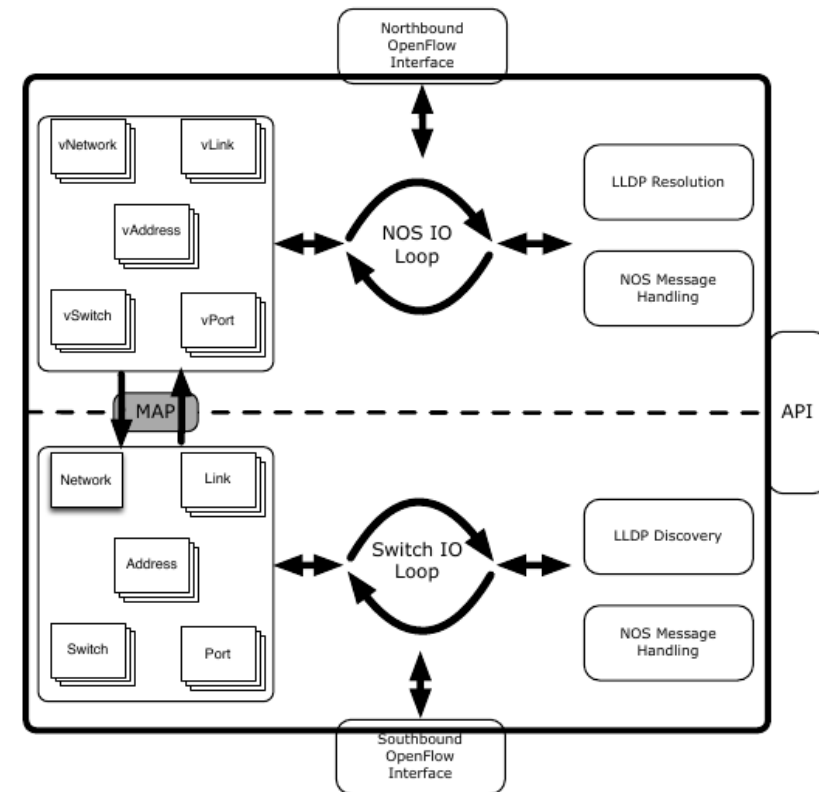 Northbound
OpenFlow
Interface
vNetwork
vLink
vAddress
vSwitch
vPort
NOS IO
Loop
LLDP Resolution
NOS Message
Handling
MAP
API
Network
Link
Address
Switch
Port
Switch IO
Loop
LLDP Discovery
NOS Message
Handling
Southbound
OpenFlow
Interface